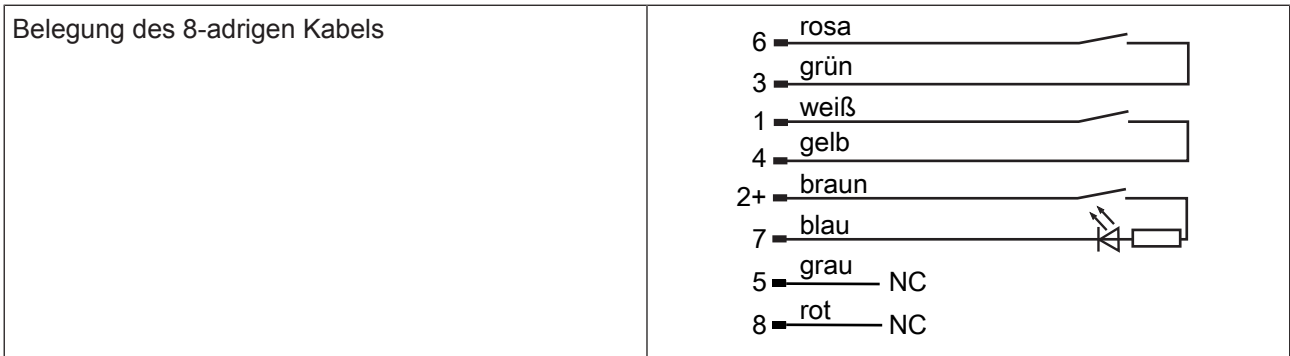 Belegung des 8-adrigen Kabels
6 rosa
3 grün
1 weiß
4 gelb
2+ braun
7 blau
5 grau NC
8 rot NC